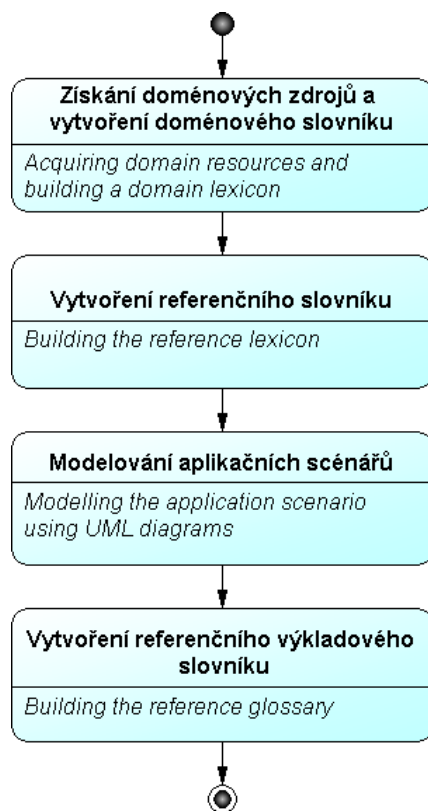 Získání doménových zdrojů a
vytvoření doménového slovníku
Acquiring domain resources and
building a domain lexicon
Vytvoření referenčního slovníku
Building the reference lexicon
Modelování aplikačních scénářů
Modelling the application scenario
using UML diagrams
Vytvoření referenčního výkladového
slovníku
Building the reference glossary